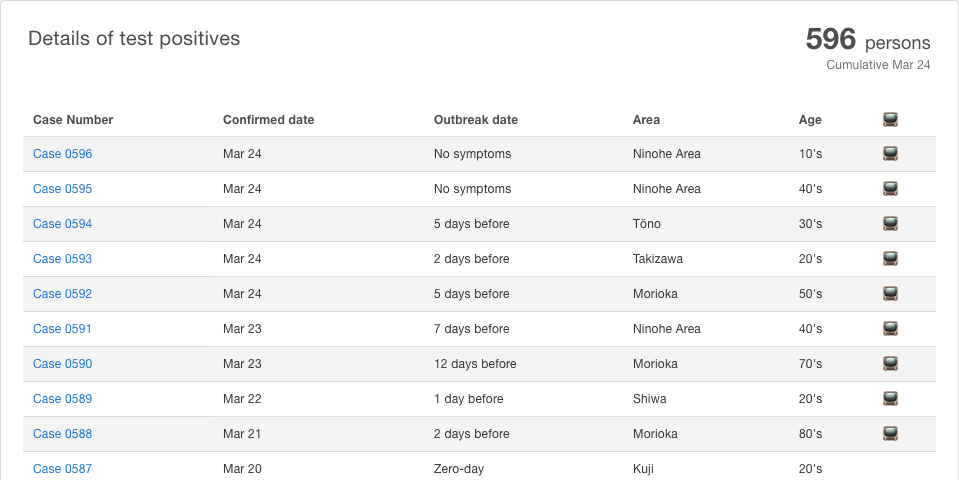 Details of test positives
596 persons
Cumulative Mar 24
Case Number Confirmed date Outbreak date Area Age
Case 0596 Mar 24 No symptoms Ninohe Area 10's
Case 0595 Mar 24 No symptoms Ninohe Area 40's
Case 0594 Mar 24 5 days before Tōno 30's
Case 0593 Mar 24 2 days before Takizawa 20's
Case 0592 Mar 24 5 days before Morioka 50's
Case 0591 Mar 23 7 days before Ninohe Area 40's
Case 0590 Mar 23 12 days before Morioka 70's
Case 0589 Mar 22 1 day before Shiwa 20's
Case 0588 Mar 21 2 days before Morioka 80's
Case 0587 Mar 20 Zero-day Kuji 20's